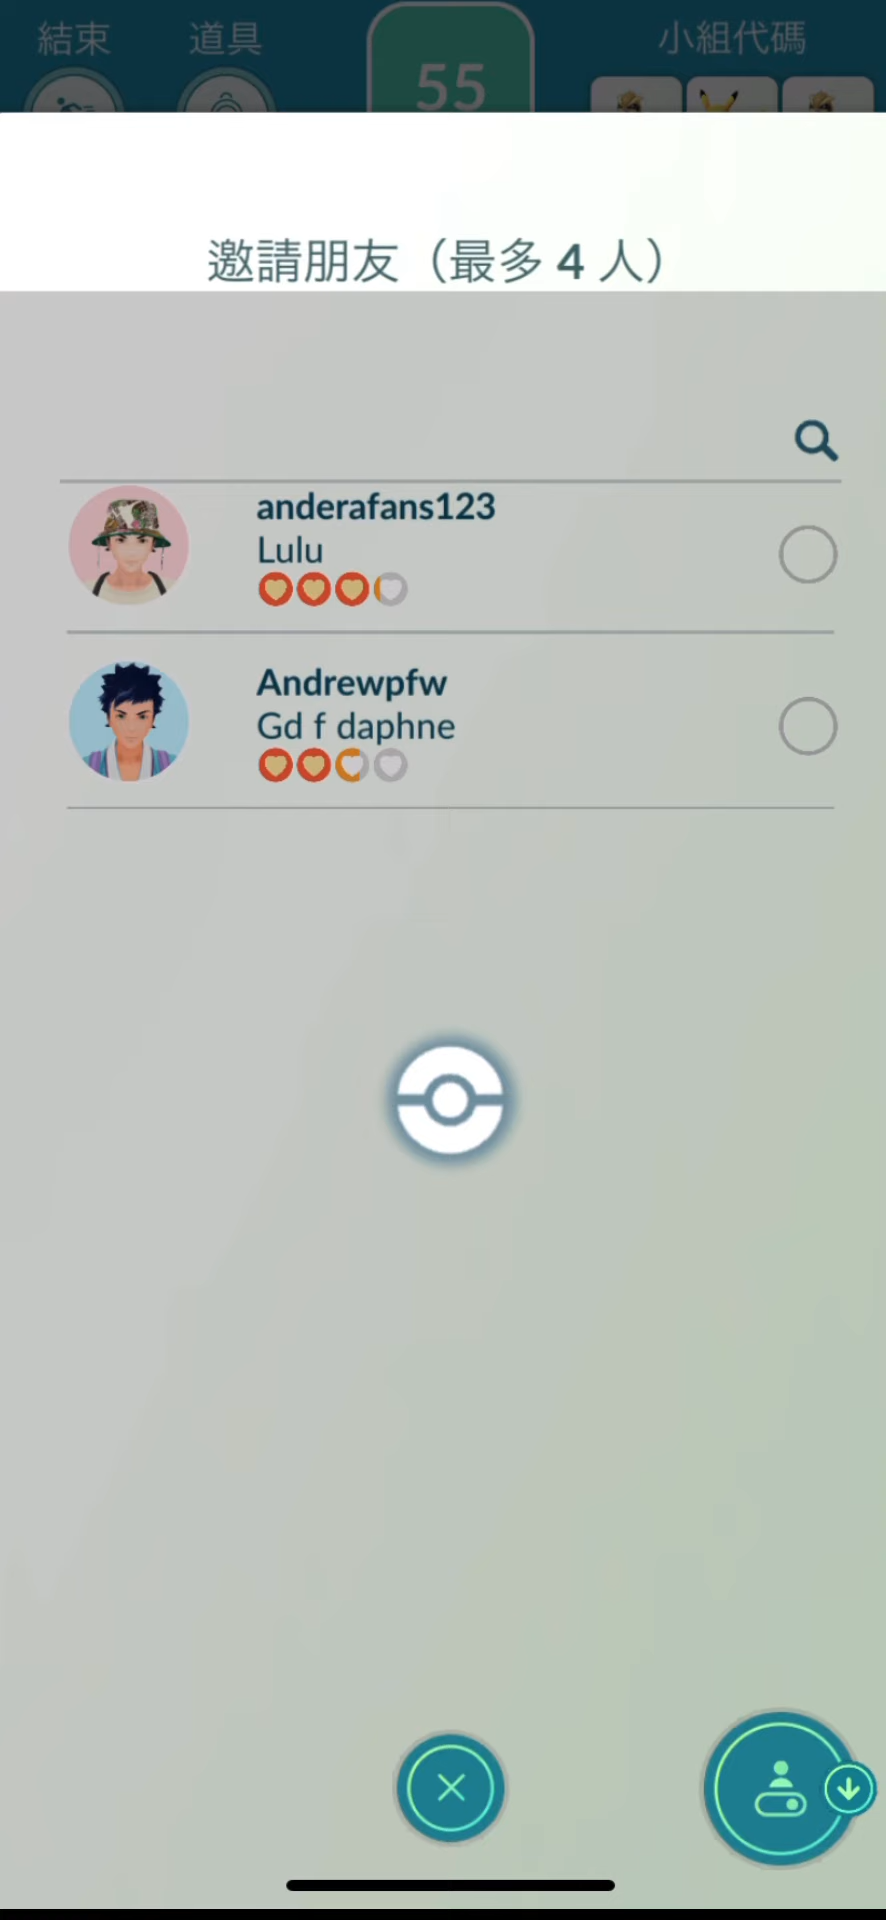 結束 道具 55 小組代碼
邀請朋友（最多 4 人）
anderafans123
Lulu
Andrewpfw
Gd f daphne